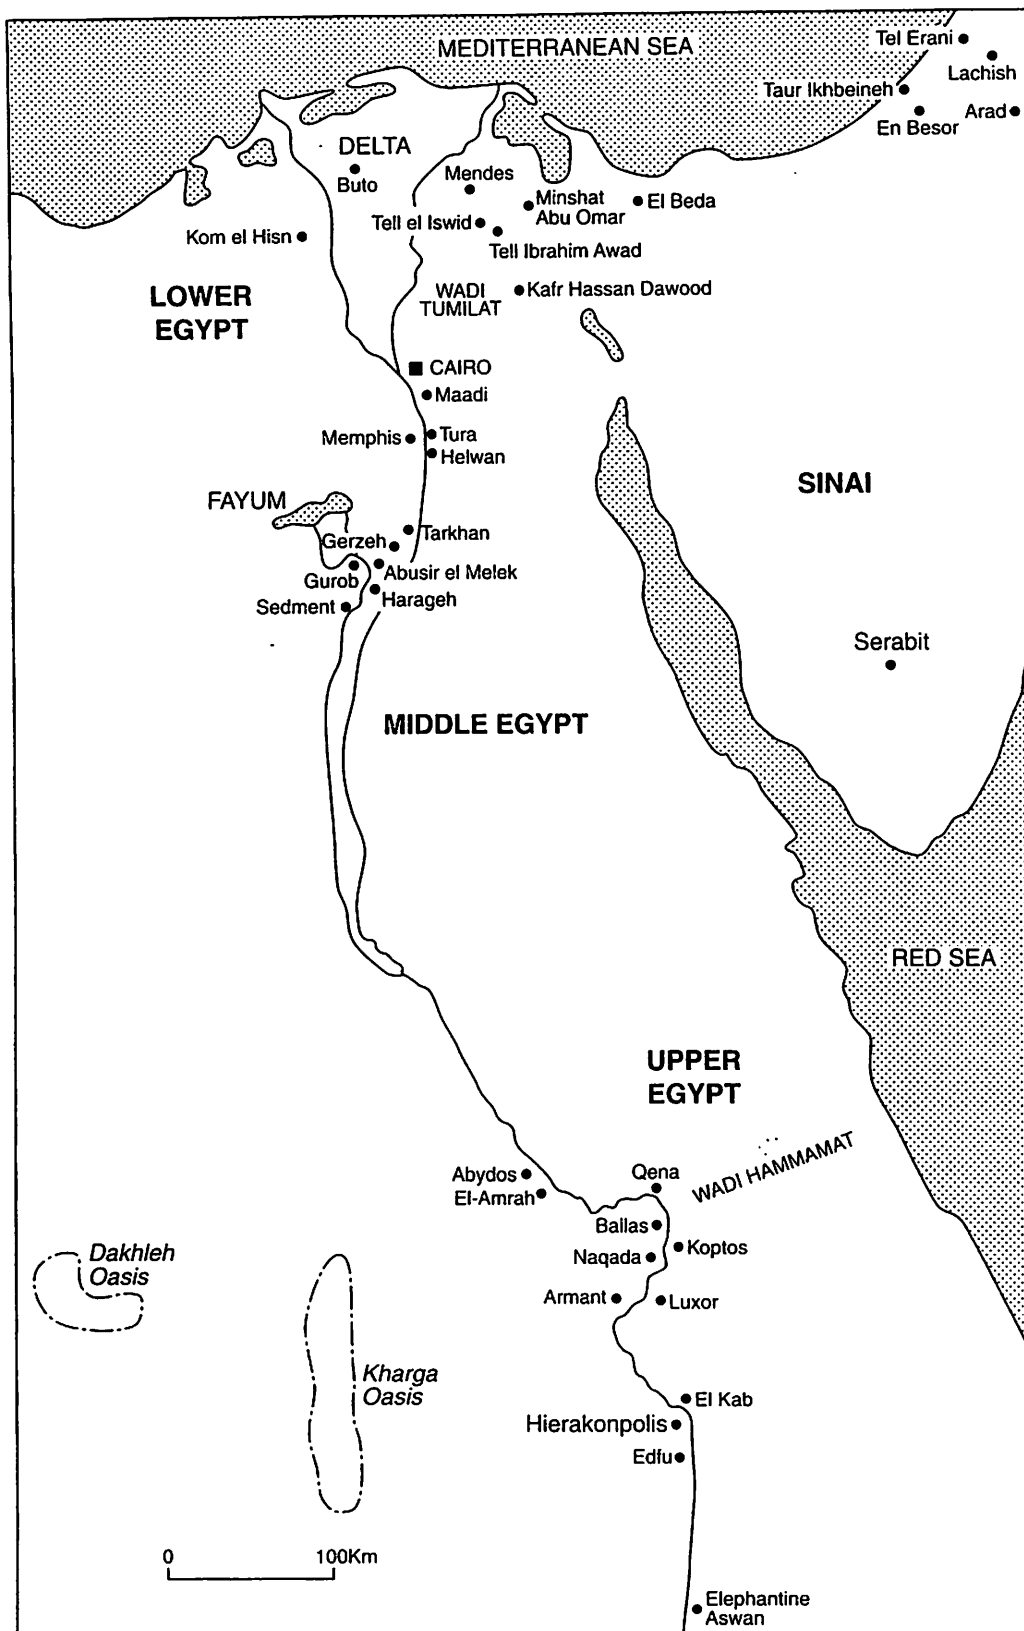 MEDITERRANEAN SEA
Tel Erani
Lachish
Taur Ikhbeineh
En Besor
Arad
DELTA
Buto
Mendes
Minshat
Abu Omar
El Beda
Tell el Iswid
Tell Ibrahim Awad
Kom el Hisn
LOWER
EGYPT
WADI
TUMILAT
Kafr Hassan Dawood
CAIRO
Maadi
Memphis
Tura
Helwan
SINAI
FAYUM
Tarkhan
Gerzeh
Gurob
Abusir el Melek
Sedment
Harageh
Serabit
MIDDLE EGYPT
RED SEA
UPPER
EGYPT
WADI HAMMAMAT
Abydos
El-Amrah
Qena
Ballas
Naqada
Koptos
Armant
Luxor
Dakhleh
Oasis
Kharga
Oasis
El Kab
Hierakonpolis
Edfu
0 100Km
Elephantine
Aswan